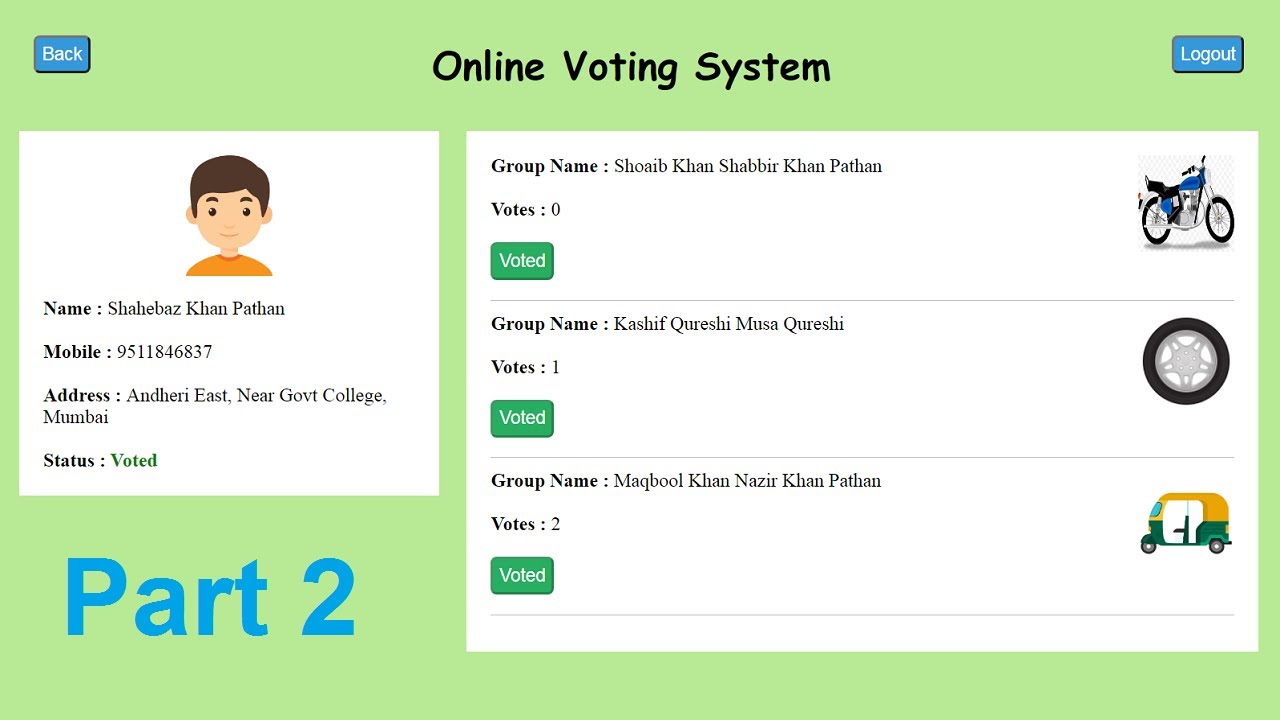 Back
Online Voting System
Logout
Name : Shahebaz Khan Pathan
Mobile : 9511846837
Address : Andheri East, Near Govt College,
Mumbai
Status : Voted
Part 2
Group Name : Shoaib Khan Shabbir Khan Pathan
Votes : 0
Voted
Group Name : Kashif Qureshi Musa Qureshi
Votes : 1
Voted
Group Name : Maqbool Khan Nazir Khan Pathan
Votes : 2
Voted